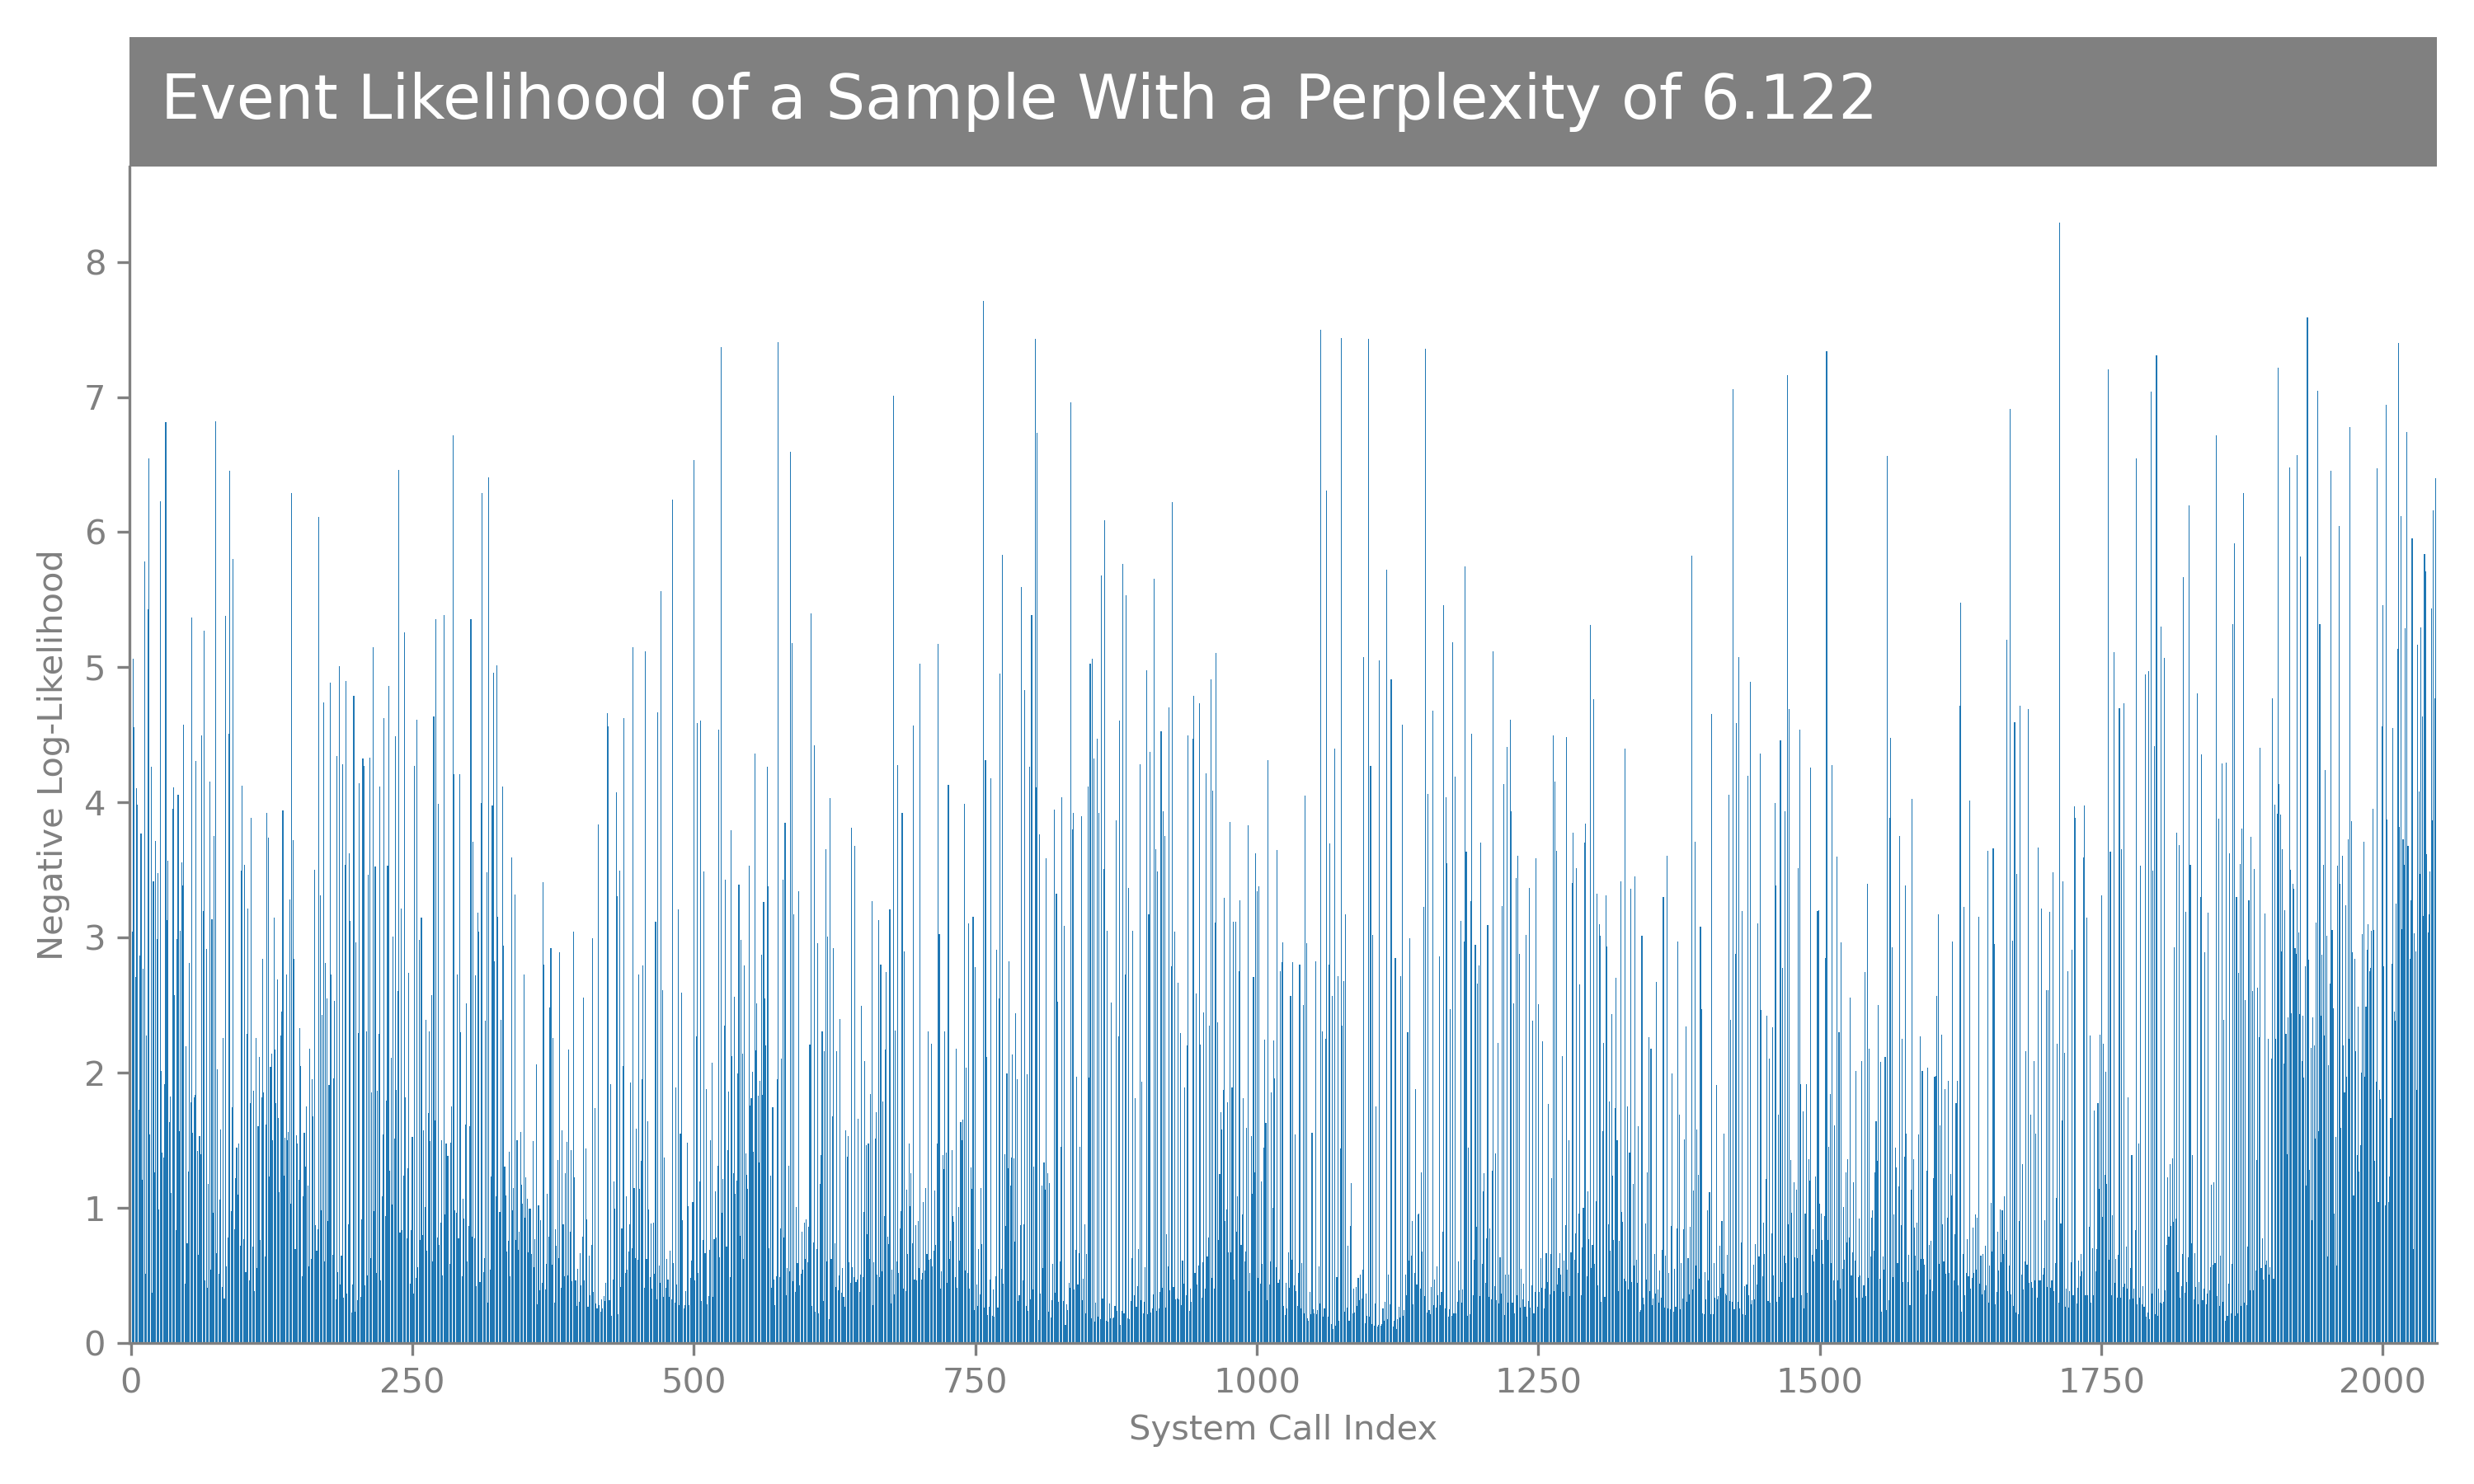 Event Likelihood of a Sample With a Perplexity of 6.122
Negative Log-Likelihood
8
7
6
5
4
3
2
1
0
0 250 500 750 1000 1250 1500 1750 2000
System Call Index